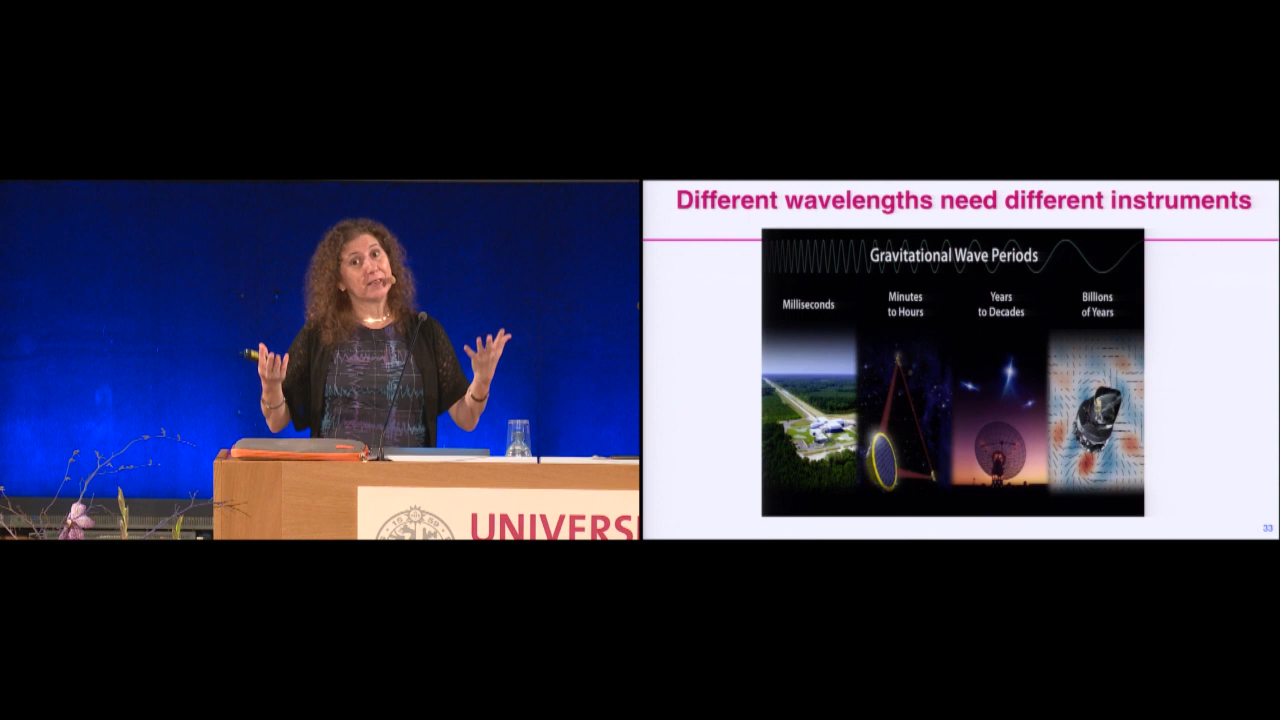 Different wavelengths need different instruments
Gravitational Wave Periods
Milliseconds
Minutes
to Hours
Years
to Decades
Billions
of Years
33
1559
UNIVERS